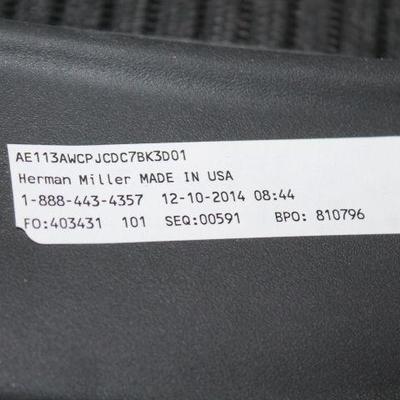 AE113AWCPJCDC7BK3D01
Herman Miller MADE IN USA
1-888-443-4357 12-10-2014 08:44
FO:403431 101 SEQ:00591 BPO: 810796